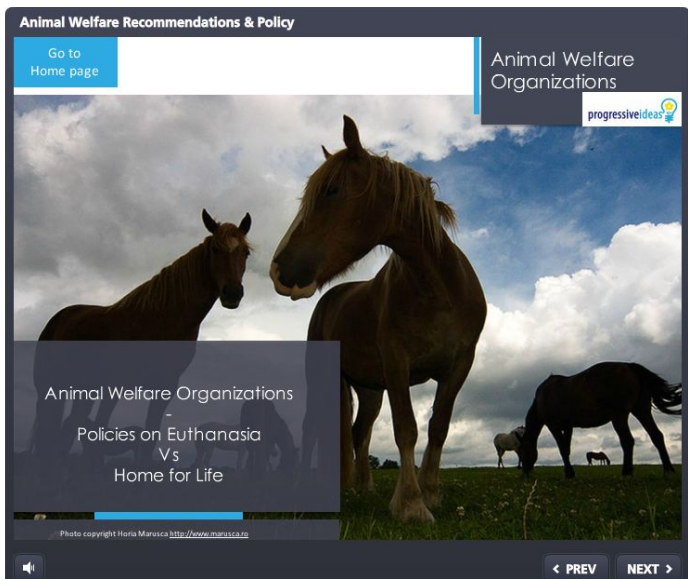 Animal Welfare Recommendations & Policy
Go to
Home page
Animal Welfare
Organizations
progressiveideas
Animal Welfare Organizations
-
Policies on Euthanasia
Vs
Home for Life
Photo copyright Horia Marusca http://www.marusca.ro
< PREV
NEXT >